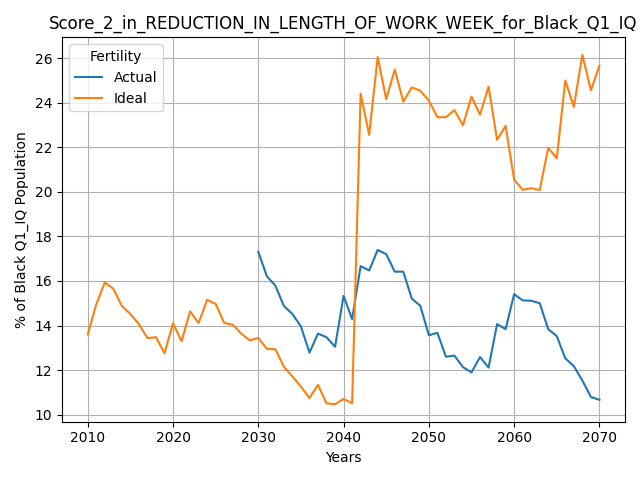 Score_2_in_REDUCTION_IN_LENGTH_OF_WORK_WEEK_for_Black_Q1_IQ
Fertility
Actual
Ideal
% of Black Q1_IQ Population
26
24
22
20
18
16
14
12
10
2010 2020 2030 2040 2050 2060 2070
Years